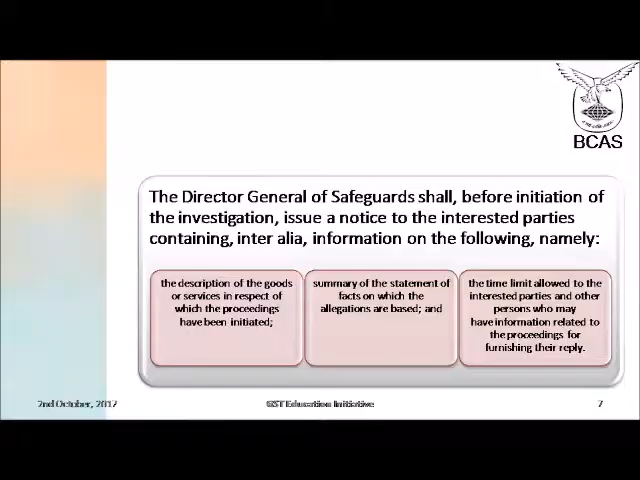 BCAS
The Director General of Safeguards shall, before initiation of
the investigation, issue a notice to the interested parties
containing, inter alia, information on the following, namely:
the description of the goods
or services in respect of
which the proceedings
have been initiated;
summary of the statement of
facts on which the
allegations are based; and
the time limit allowed to the
interested parties and other
persons who may
have information related to
the proceedings for
furnishing their reply.
2nd October, 2017
GST Education Initiative
7